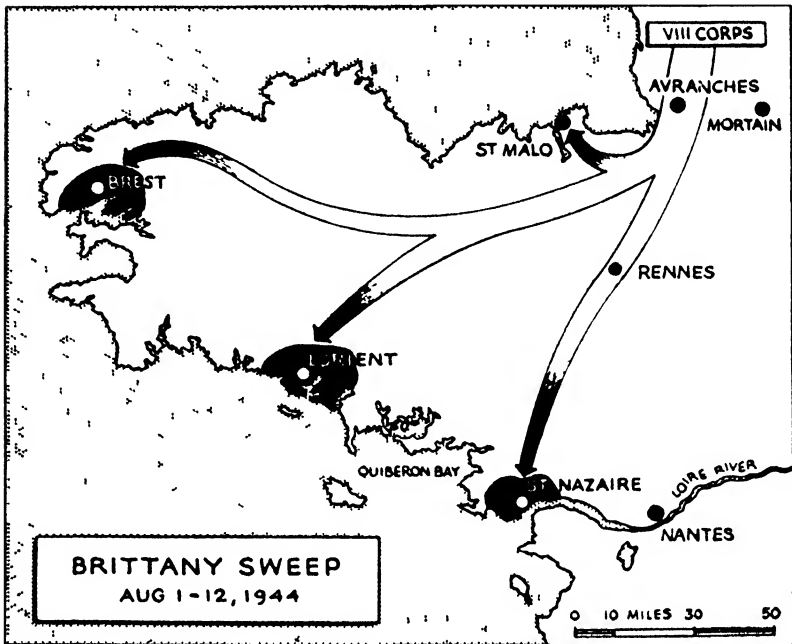 VIII CORPS
AVRANCHES
MORTAIN
ST MALO
BREST
RENNES
LORIENT
QUIBERON BAY
ST NAZAIRE
LOIRE RIVER
NANTES
BRITTANY SWEEP
AUG 1-12, 1944
0 10 MILES 30 50